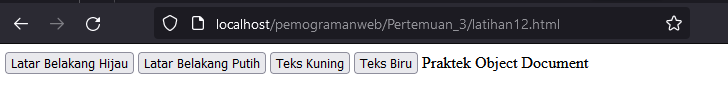 localhost/pemogramanweb/Pertemuan_3/latihan12.html
Latar Belakang Hijau Latar Belakang Putih Teks Kuning Teks Biru Praktek Object Document